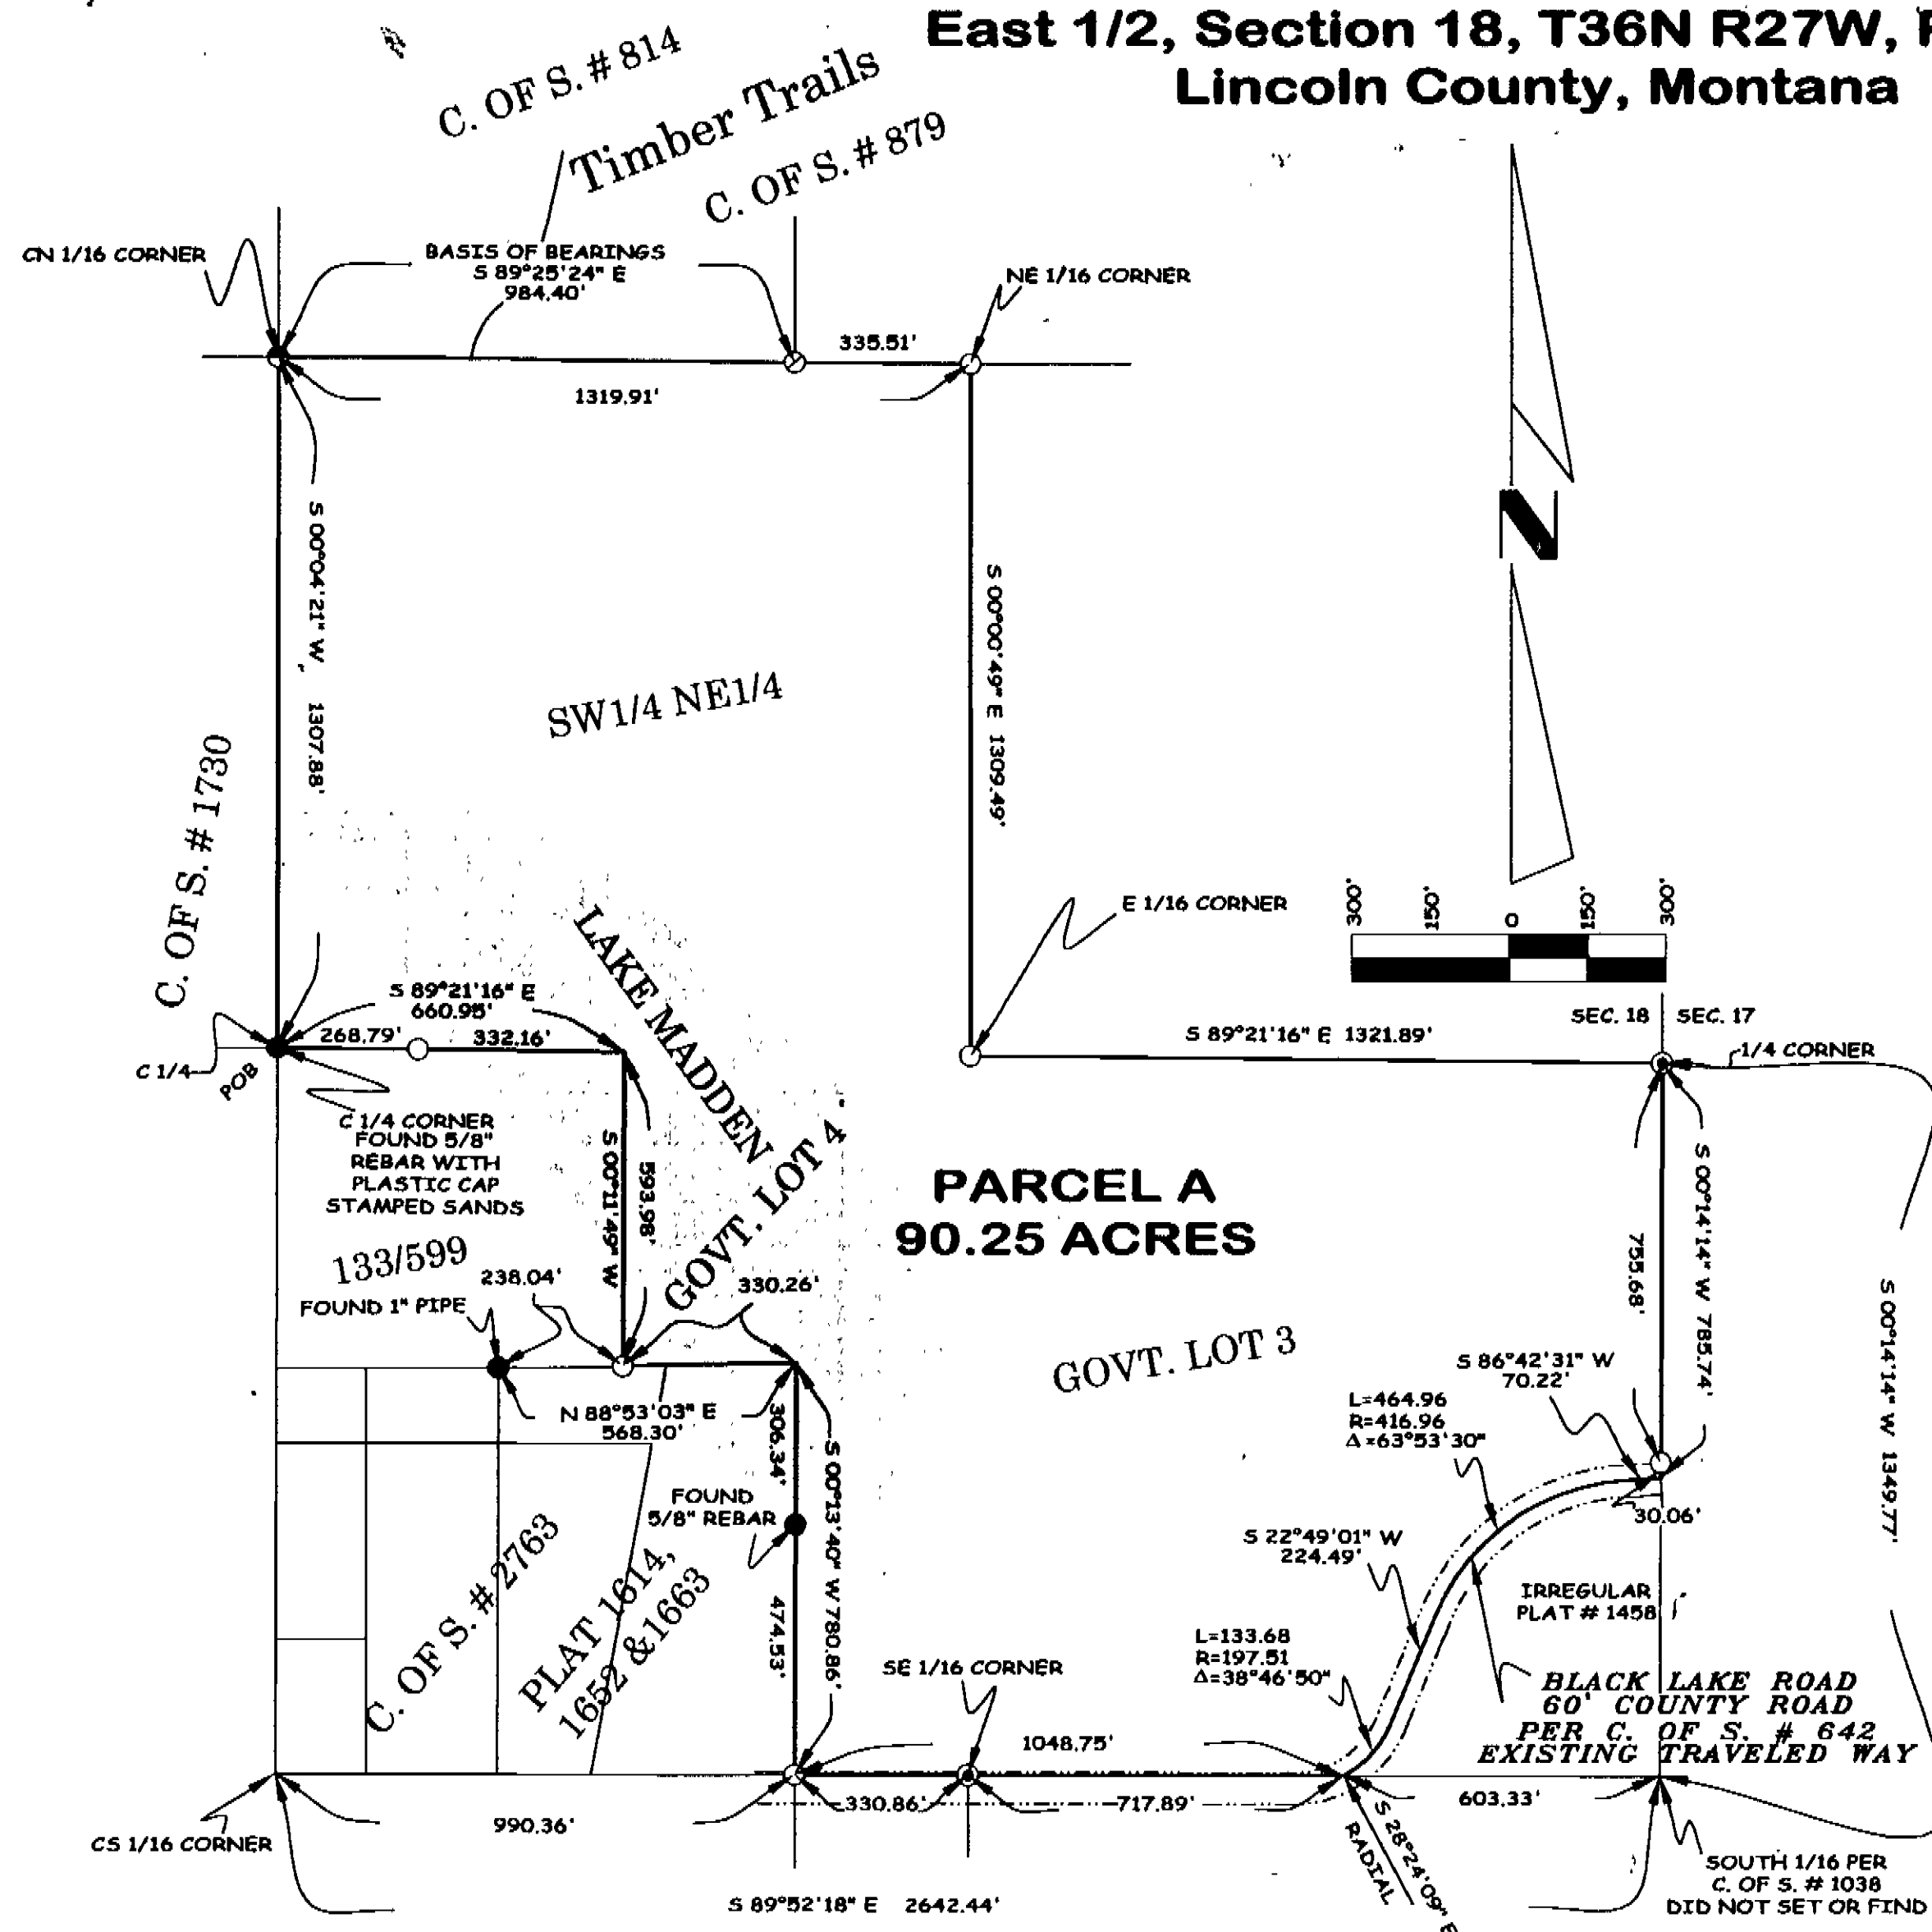 East 1/2, Section 18, T36N R27W,
Lincoln County, Montana
C. OF S. # 814
Timber Trails
C. OF S. # 879
CN 1/16 CORNER
BASIS OF BEARINGS
S 89°25'24" E
984.40'
NE 1/16 CORNER
335.51'
1319.91'
S 00°04'21" W 1307.88'
S 00°00'49" E 1309.49'
N
SW1/4 NE1/4
C. OF S. # 1730
LAKE MADDEN
E 1/16 CORNER
300'
150'
0
150'
300'
SEC. 18
SEC. 17
S 89°21'16" E
660.95'
268.79'
332.16'
S 89°21'16" E 1321.89'
1/4 CORNER
C 1/4
POB
C 1/4 CORNER
FOUND 5/8"
REBAR WITH
PLASTIC CAP
STAMPED SANDS
S 00°11'49" W
593.98'
GOVT. LOT 4
PARCEL A
90.25 ACRES
755.68'
S 00°14'14" W 785.74'
S 00°14'14" W 1349.77'
133/599
238.04'
330.26'
FOUND 1" PIPE
GOVT. LOT 3
S 86°42'31" W
70.22'
L=464.96
R=416.96
Δ=63°53'30"
N 88°53'03" E
568.30'
306.34'
S 00°13'40" W 780.86'
FOUND
5/8" REBAR
30.06'
S 22°49'01" W
224.49'
IRREGULAR
PLAT # 1458
C. OF S. # 2763
PLAT 1614,
1652 &1663
474.53'
L=133.68
R=197.51
Δ=38°46'50"
SE 1/16 CORNER
BLACK LAKE ROAD
60' COUNTY ROAD
PER C. OF S. # 642
EXISTING TRAVELED WAY
1048.75'
330.86'
717.89'
603.33'
990.36'
CS 1/16 CORNER
S 28°24'09" E
RADIAL
SOUTH 1/16 PER
C. OF S. # 1038
DID NOT SET OR FIND
S 89°52'18" E 2642.44'